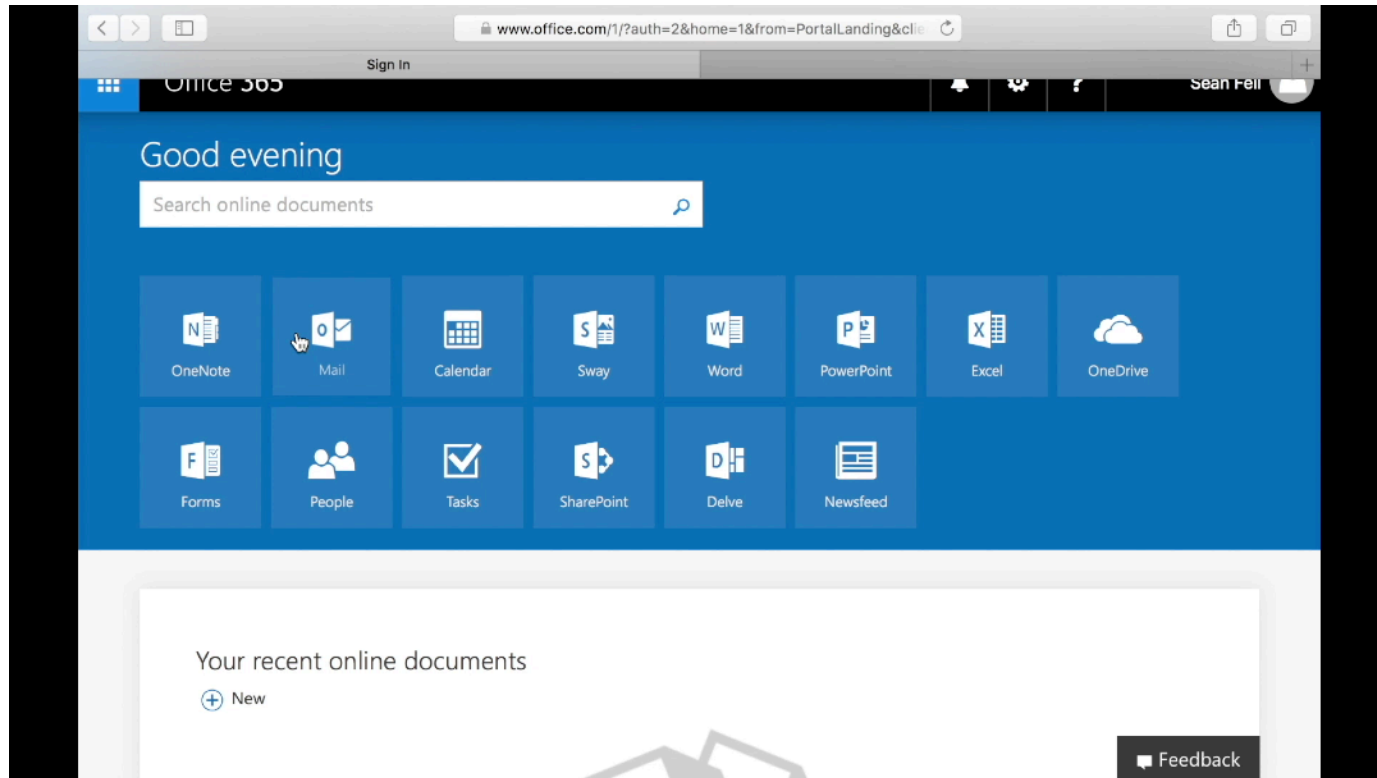 www.office.com/1/?auth=2&home=1&from=PortalLanding&clie
Sign In
Office 365
Sean Fell
Good evening
Search online documents
OneNote
Mail
Calendar
Sway
Word
PowerPoint
Excel
OneDrive
Forms
People
Tasks
SharePoint
Delve
Newsfeed
Your recent online documents
New
Feedback